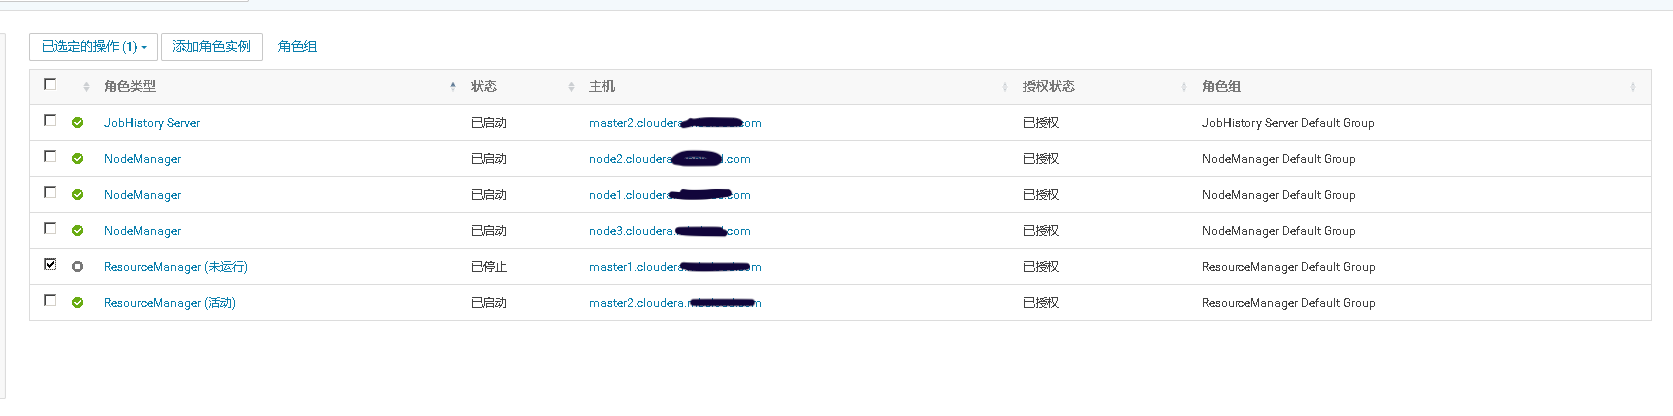 已选定的操作 (1) 添加角色实例 角色组
角色类型 状态 主机 授权状态 角色组
JobHistory Server 已启动 master2.cloudera com 已授权 JobHistory Server Default Group
NodeManager 已启动 node2.cloudera .com 已授权 NodeManager Default Group
NodeManager 已启动 node1.cloudera .com 已授权 NodeManager Default Group
NodeManager 已启动 node3.cloudera. .com 已授权 NodeManager Default Group
ResourceManager (未运行) 已停止 master1.cloudera com 已授权 ResourceManager Default Group
ResourceManager (活动) 已启动 master2.cloudera. 已授权 ResourceManager Default Group